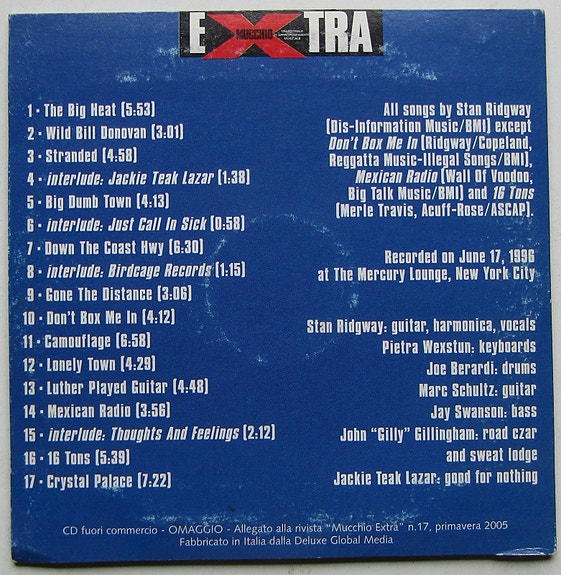 EXTRA
MUCCHIO
1 · The Big Heat (5:53)
2 · Wild Bill Donovan (3:01)
3 · Stranded (4:58)
4 · interlude: Jackie Teak Lazar (1:38)
5 · Big Dumb Town (4:13)
6 · interlude: Just Call In Sick (0:58)
7 · Down The Coast Hwy (6:30)
8 · interlude: Birdcage Records (1:15)
9 · Gone The Distance (3:06)
10 · Don't Box Me In (4:12)
11 · Camouflage (6:58)
12 · Lonely Town (4:29)
13 · Luther Played Guitar (4:48)
14 · Mexican Radio (3:56)
15 · interlude: Thoughts And Feelings (2:12)
16 · 16 Tons (5:39)
17 · Crystal Palace (7:22)
All songs by Stan Ridgway
(Dis-Information Music/BMI) except
Don't Box Me In (Ridgway/Copeland,
Reggatta Music-Illegal Songs/BMI),
Mexican Radio (Wall Of Voodoo,
Big Talk Music/BMI) and 16 Tons
(Merle Travis, Acuff-Rose/ASCAP).
Recorded on June 17, 1996
at The Mercury Lounge, New York City
Stan Ridgway: guitar, harmonica, vocals
Pietra Wexstun: keyboards
Joe Berardi: drums
Marc Schultz: guitar
Jay Swanson: bass
John "Gilly" Gillingham: road czar
and sweat lodge
Jackie Teak Lazar: good for nothing
CD fuori commercio - OMAGGIO - Allegato alla rivista "Mucchio Extra" n.17, primavera 2005
Fabbricato in Italia dalla Deluxe Global Media